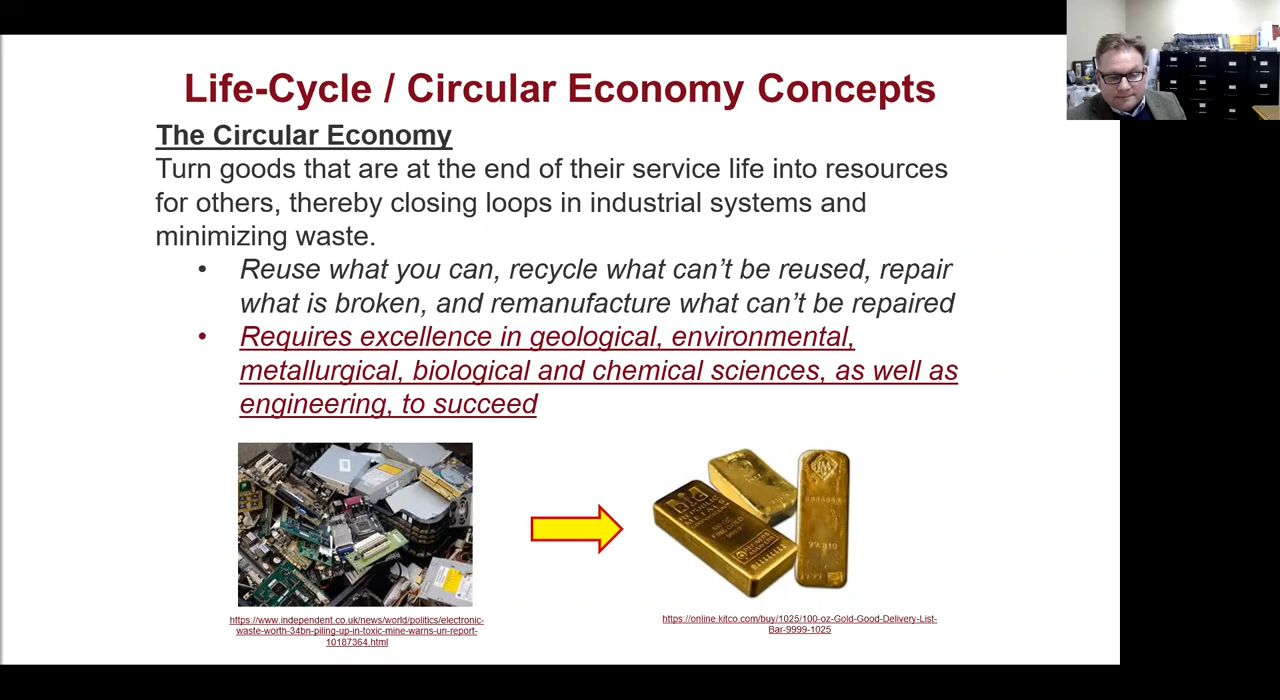 Life-Cycle / Circular Economy Concepts
The Circular Economy
Turn goods that are at the end of their service life into resources
for others, thereby closing loops in industrial systems and
minimizing waste.
• Reuse what you can, recycle what can't be reused, repair
what is broken, and remanufacture what can't be repaired
• Requires excellence in geological, environmental,
metallurgical, biological and chemical sciences, as well as
engineering, to succeed
https://www.independent.co.uk/news/world/politics/electronic-
waste-worth-34bn-piling-up-in-toxic-mine-warns-un-report-
10187364.html
https://online.kitco.com/buy/1025/100-oz-Gold-Good-Delivery-List-
Bar-9999-1025